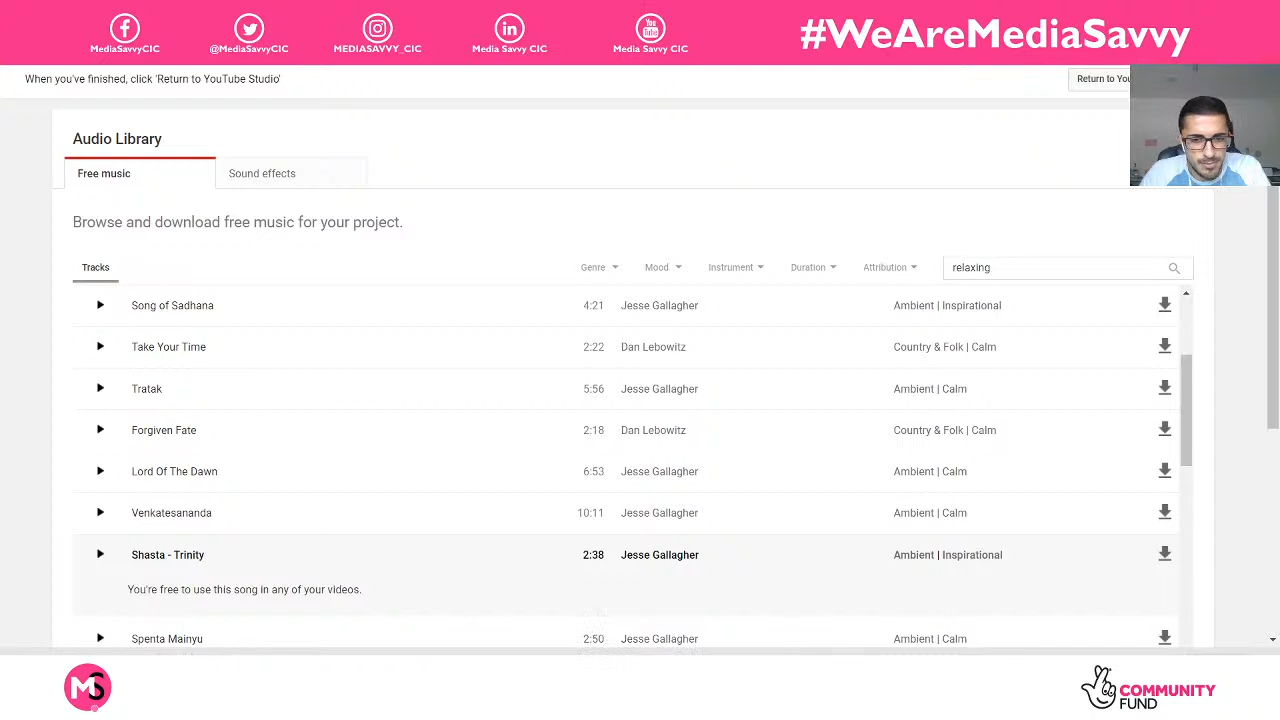 MediaSavvyCIC
@MediaSavvyCIC
MEDIASAVVY_CIC
Media Savvy CIC
You Tube
Media Savvy CIC
#WeAreMediaSavvy
When you've finished, click 'Return to YouTube Studio'
Return to You
Audio Library
Free music
Sound effects
Browse and download free music for your project.
Tracks Genre Mood Instrument Duration Attribution relaxing
Song of Sadhana 4:21 Jesse Gallagher Ambient | Inspirational
Take Your Time 2:22 Dan Lebowitz Country & Folk | Calm
Tratak 5:56 Jesse Gallagher Ambient | Calm
Forgiven Fate 2:18 Dan Lebowitz Country & Folk | Calm
Lord Of The Dawn 6:53 Jesse Gallagher Ambient | Calm
Venkatesananda 10:11 Jesse Gallagher Ambient | Calm
Shasta - Trinity 2:38 Jesse Gallagher Ambient | Inspirational
You're free to use this song in any of your videos.
Spenta Mainyu 2:50 Jesse Gallagher Ambient | Calm
MS
COMMUNITY
FUND